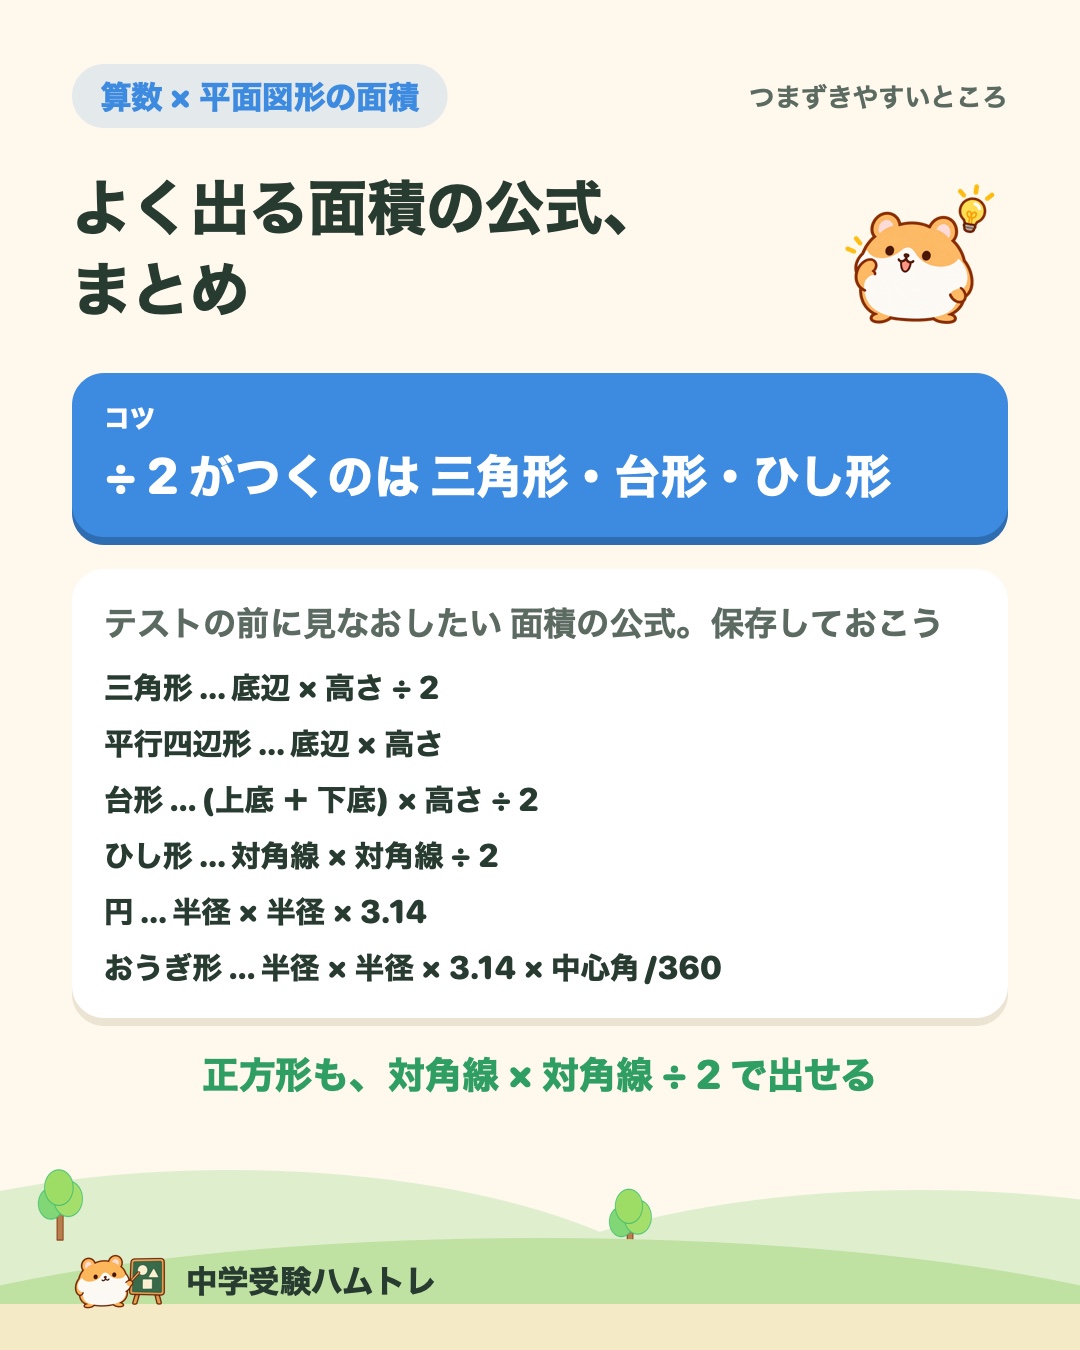 算数 × 平面図形の面積
つまずきやすいところ
よく出る面積の公式、
まとめ
コツ
÷ 2 がつくのは 三角形・台形・ひし形
テストの前に見なおしたい 面積の公式。保存しておこう
三角形 … 底辺 × 高さ ÷ 2
平行四辺形 … 底辺 × 高さ
台形 … (上底 ＋ 下底) × 高さ ÷ 2
ひし形 … 対角線 × 対角線 ÷ 2
円 … 半径 × 半径 × 3.14
おうぎ形 … 半径 × 半径 × 3.14 × 中心角 /360
正方形も、対角線 × 対角線 ÷ 2 で出せる
中学受験ハムトレ